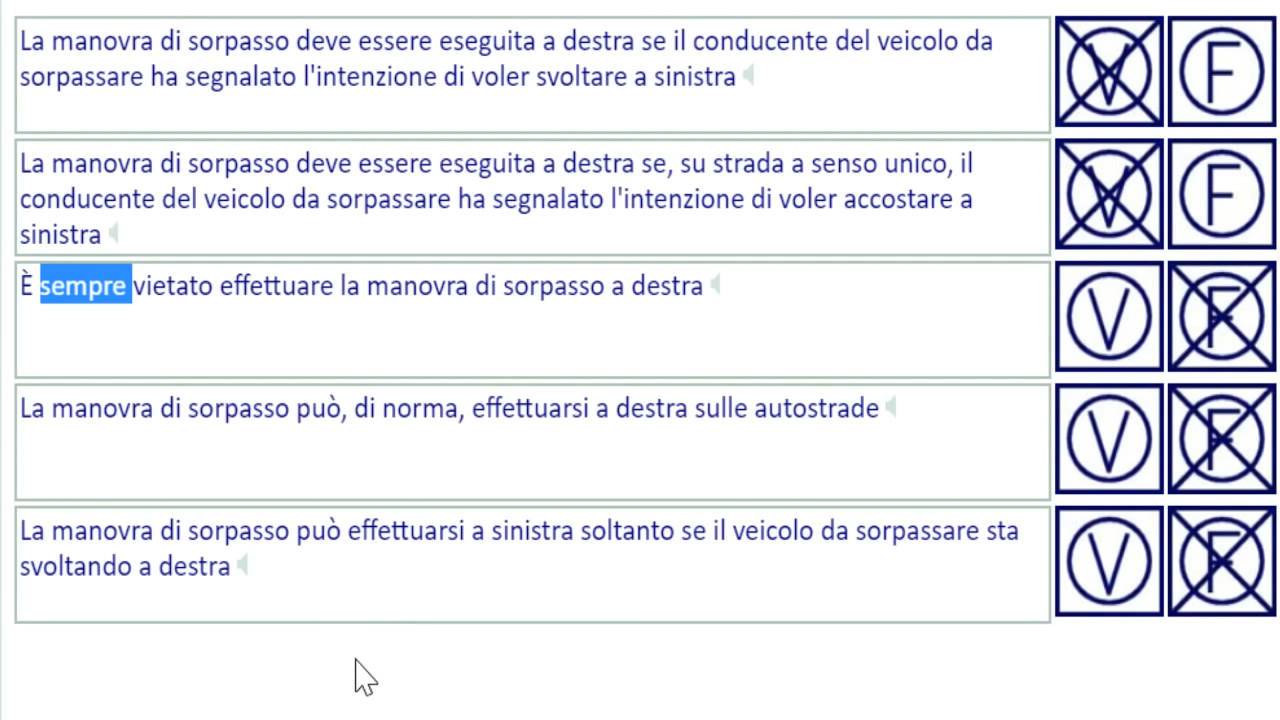 La manovra di sorpasso deve essere eseguita a destra se il conducente del veicolo da
sorpassare ha segnalato l'intenzione di voler svoltare a sinistra
V F
La manovra di sorpasso deve essere eseguita a destra se, su strada a senso unico, il
conducente del veicolo da sorpassare ha segnalato l'intenzione di voler accostare a
sinistra
V F
È sempre vietato effettuare la manovra di sorpasso a destra
V F
La manovra di sorpasso può, di norma, effettuarsi a destra sulle autostrade
V F
La manovra di sorpasso può effettuarsi a sinistra soltanto se il veicolo da sorpassare sta
svoltando a destra
V F